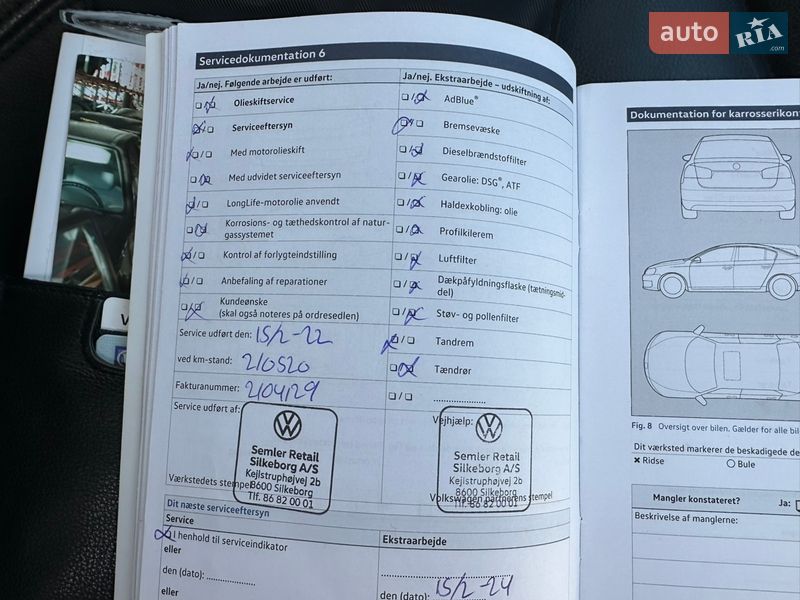 auto RIA .com
Servicedokumentation 6
Ja/nej. Følgende arbejde er udført:
Olieskiftservice
Serviceeftersyn
Med motorolieskift
Med udvidet serviceeftersyn
LongLife-motorolie anvendt
Korrosions- og tæthedskontrol af natur-
gassystemet
Kontrol af forlygteindstilling
Anbefaling af reparationer
Kundeønske
(skal også noteres på ordresedlen)
Service udført den: 15/2-22
ved km-stand: 210520
Fakturanummer: 2104129
Service udført af:
Semler Retail
Silkeborg A/S
Kejlstruphøjvej 2b
8600 Silkeborg
Tlf. 86 82 00 01
Værkstedets stempel
Ja/nej. Ekstraarbejde – udskiftning af:
AdBlue®
Bremsevæske
Dieselbrændstoffilter
Gearolie: DSG®, ATF
Haldexkobling: olie
Profilkilerem
Luftfilter
Dækpåfyldningsflaske (tætningsmid-
del)
Støv- og pollenfilter
Tandrem
Tændrør
Vejhjælp:
Semler Retail
Silkeborg A/S
Kejlstruphøjvej 2b
8600 Silkeborg
Tlf. 86 82 00 01
Volkswagen partnerens stempel
Dit næste serviceeftersyn
Service
I henhold til serviceindikator
eller
den (dato):
eller
Ekstraarbejde
den (dato): 15/2-24
Dokumentation for karrosserikon
Fig. 8 Oversigt over bilen. Gælder for alle bil
Dit værksted markerer de beskadigede de
× Ridse
Bule
Mangler konstateret? Ja:
Beskrivelse af manglerne: